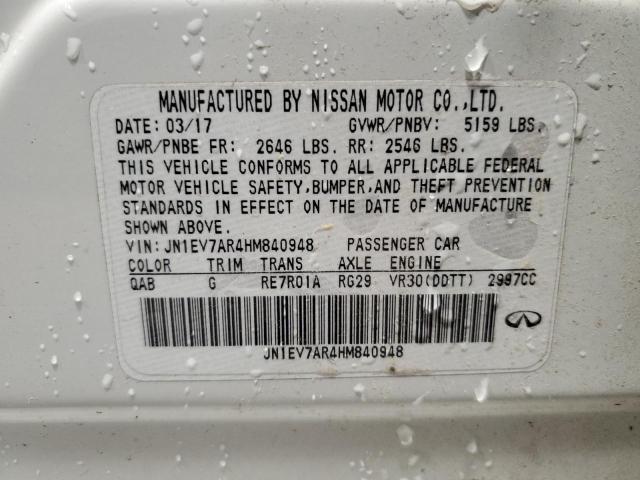 MANUFACTURED BY NISSAN MOTOR CO.,LTD.
DATE: 03/17 GVWR/PNBV: 5159 LBS.
GAWR/PNBE FR: 2646 LBS. RR: 2546 LBS.
THIS VEHICLE CONFORMS TO ALL APPLICABLE FEDERAL
MOTOR VEHICLE SAFETY,BUMPER,AND THEFT PREVENTION
STANDARDS IN EFFECT ON THE DATE OF MANUFACTURE
SHOWN ABOVE.
VIN: JN1EV7AR4HM840948 PASSENGER CAR
COLOR TRIM TRANS AXLE ENGINE
QAB G RE7R01A RG29 VR30(DDTT) 2997CC
JN1EV7AR4HM840948